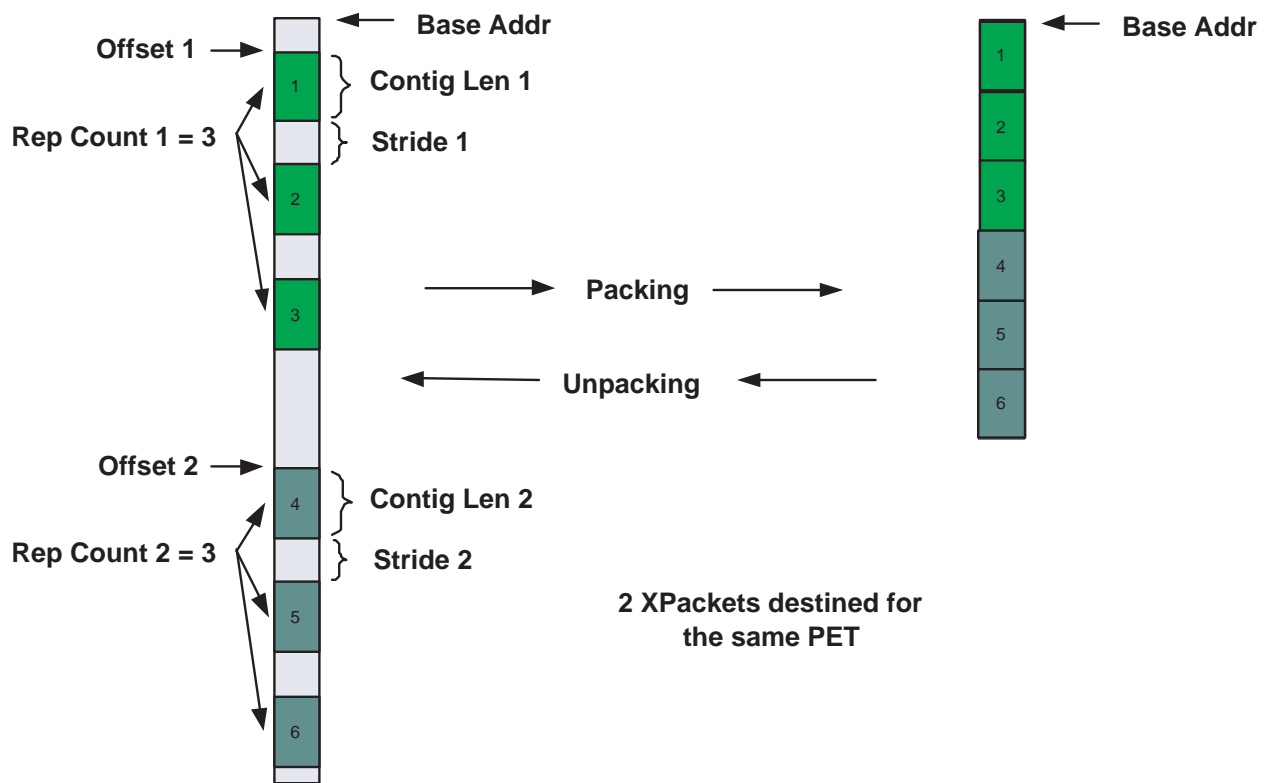 Base Addr
Offset 1
1
Contig Len 1
Rep Count 1 = 3
Stride 1
2
3
Offset 2
4
Contig Len 2
Rep Count 2 = 3
Stride 2
5
6
Packing
Unpacking
2 XPackets destined for
the same PET
Base Addr
1
2
3
4
5
6